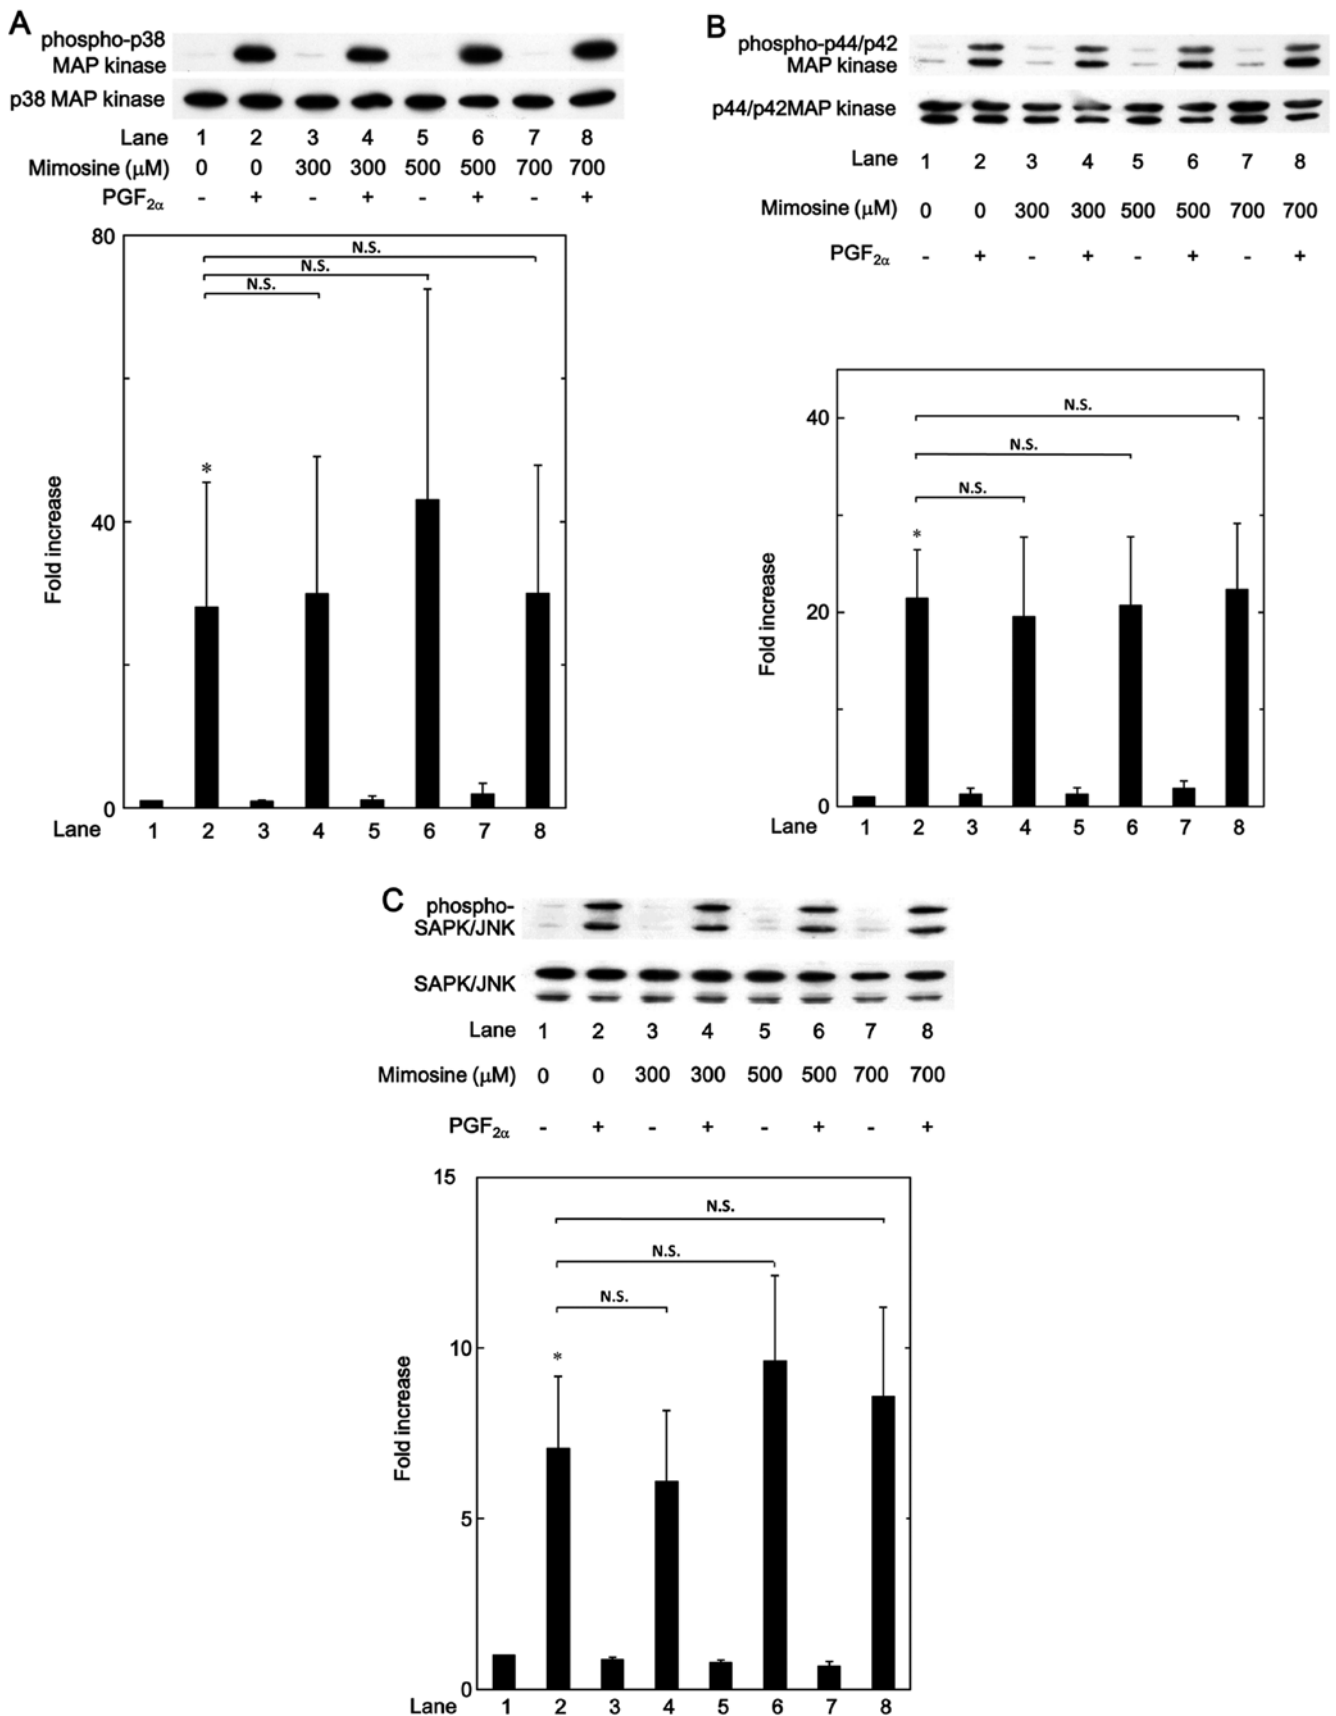 A
phospho-p38
MAP kinase
p38 MAP kinase
Lane 1 2 3 4 5 6 7 8
Mimosine (μM) 0 0 300 300 500 500 700 700
PGF2α - + - + - + - +
80
N.S.
N.S.
N.S.
*
40
Fold increase
0
Lane 1 2 3 4 5 6 7 8
B
phospho-p44/p42
MAP kinase
p44/p42MAP kinase
Lane 1 2 3 4 5 6 7 8
Mimosine (μM) 0 0 300 300 500 500 700 700
PGF2α - + - + - + - +
40
N.S.
N.S.
N.S.
*
20
Fold increase
0
Lane 1 2 3 4 5 6 7 8
C
phospho-
SAPK/JNK
SAPK/JNK
Lane 1 2 3 4 5 6 7 8
Mimosine (μM) 0 0 300 300 500 500 700 700
PGF2α - + - + - + - +
15
N.S.
N.S.
N.S.
10
*
Fold increase
5
0
Lane 1 2 3 4 5 6 7 8